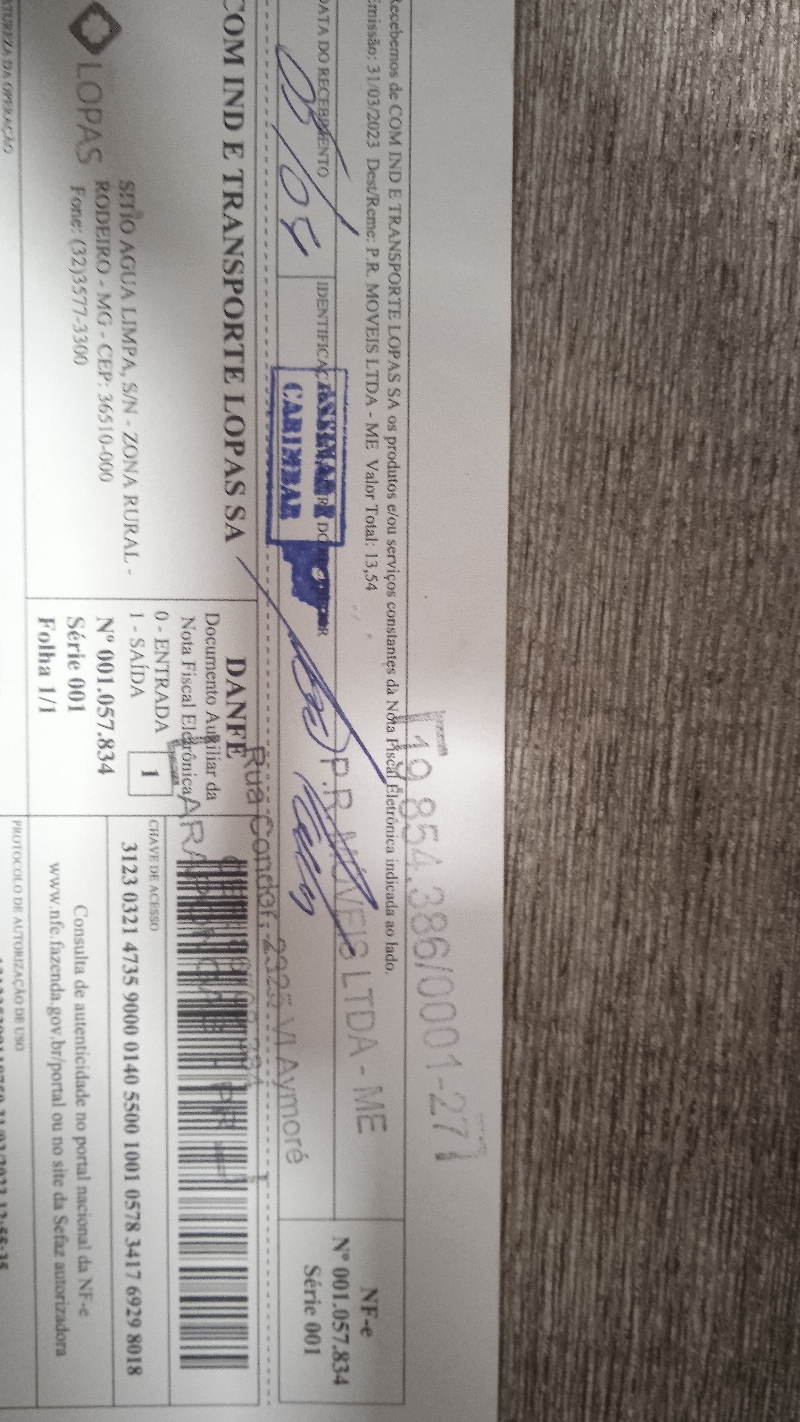 19.854.386/0001-27
Recebemos de COM IND E TRANSPORTE LOPAS SA os produtos e/ou serviços constantes da Nota Fiscal Eletrônica indicada ao lado.
Emissão: 31/03/2023 Dest/Reme: P.R. MOVEIS LTDA - ME Valor Total: 13,54
DATA DO RECEBIMENTO
05/04
ASSINAR E
CARIMBAR
P.R MÓVEIS LTDA - ME
Rua Condor, 2325 VI Aymoré
NF-e
Nº 001.057.834
Série 001
COM IND E TRANSPORTE LOPAS SA
LOPAS
SITIO AGUA LIMPA, S/N - ZONA RURAL -
RODEIRO - MG - CEP: 36510-000
Fone: (32)3577-3300
DANFE
Documento Auxiliar da
Nota Fiscal Eletrônica
0 - ENTRADA
1 - SAÍDA
1
Nº 001.057.834
Série 001
Folha 1/1
CHAVE DE ACESSO
3123 0321 4735 9000 0140 5500 1001 0578 3417 6929 8018
Consulta de autenticidade no portal nacional da NF-e
www.nfe.fazenda.gov.br/portal ou no site da Sefaz autorizadora
NATUREZA DA OPERAÇÃO
PROTOCOLO DE AUTORIZAÇÃO DE USO